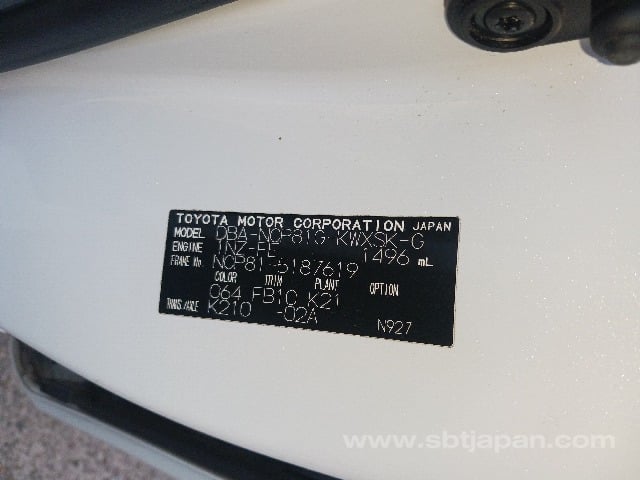 TOYOTA MOTOR CORPORATION JAPAN
MODEL DBA-NCP81G-KWXSK-G
ENGINE 1NZ-FE 1496 mL
FRAME No. NCP81-5187619
COLOR TRIM PLANT OPTION
064 FB10 K21
TRANS/AXLE K210 -02A
N927
www.sbtjapan.com